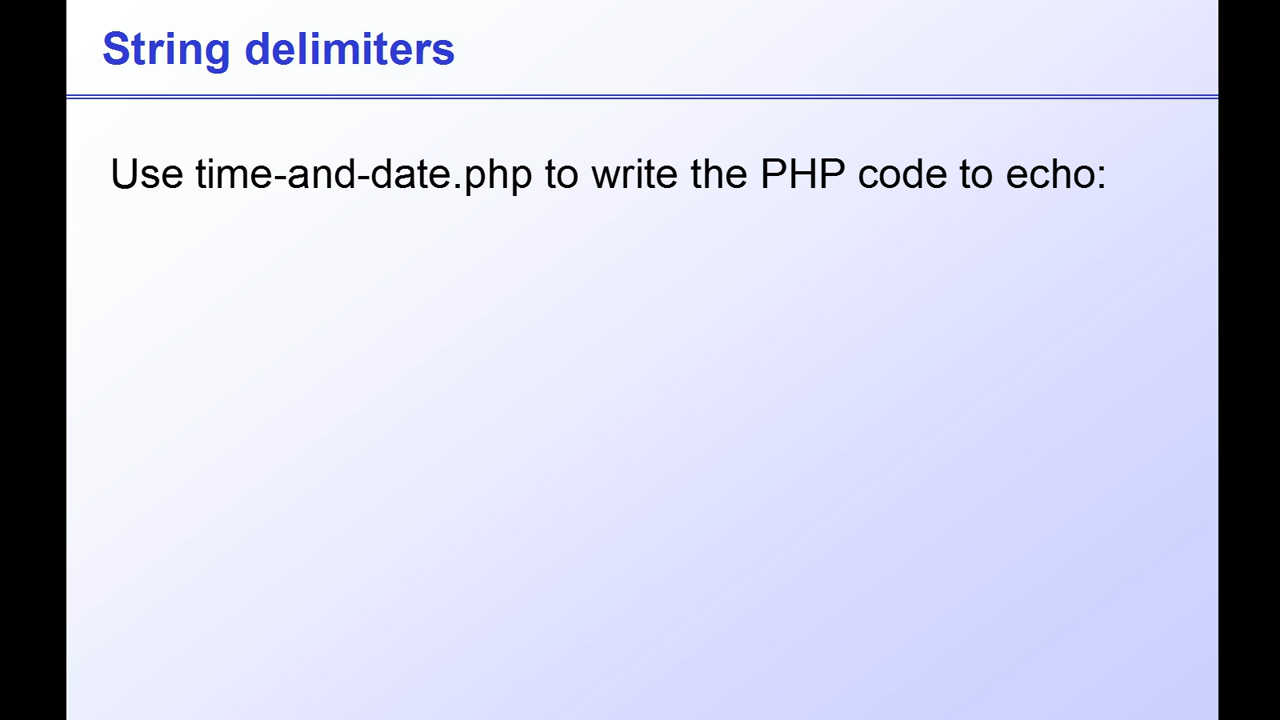 String delimiters
Use time-and-date.php to write the PHP code to echo: